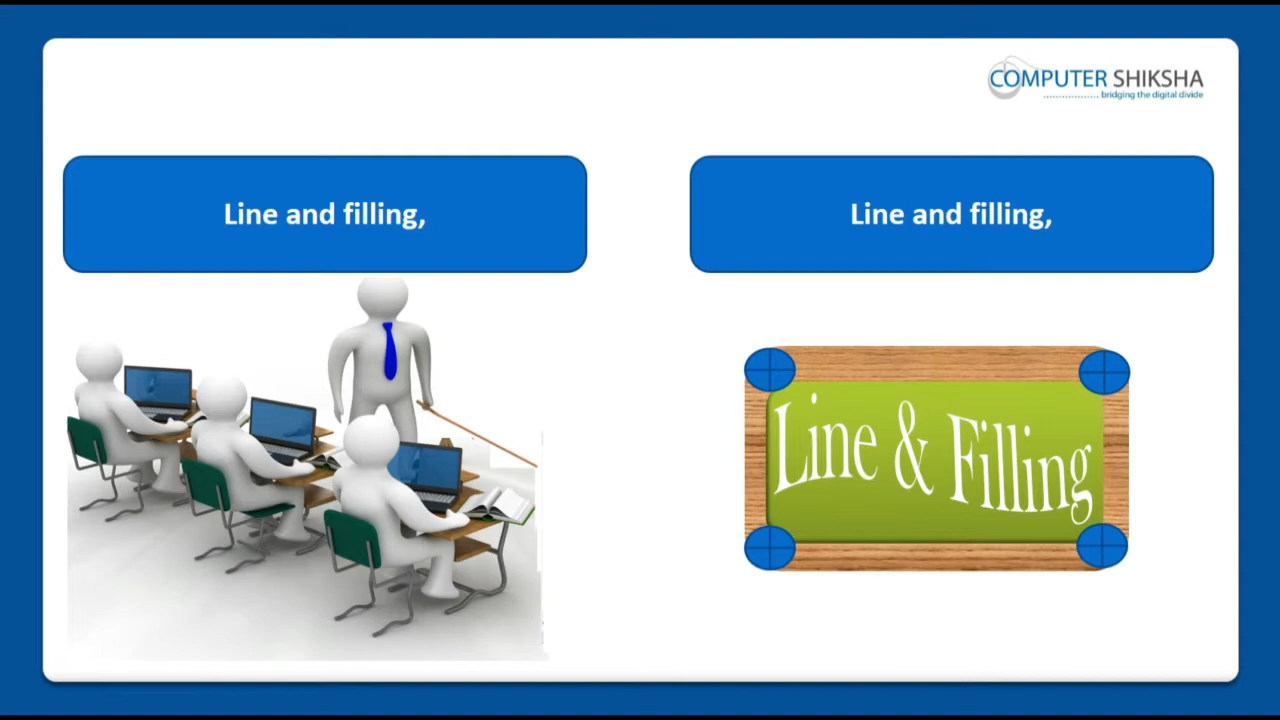 COMPUTER SHIKSHA
bridging the digital divide
Line and filling,
Line and filling,
Line & Filling